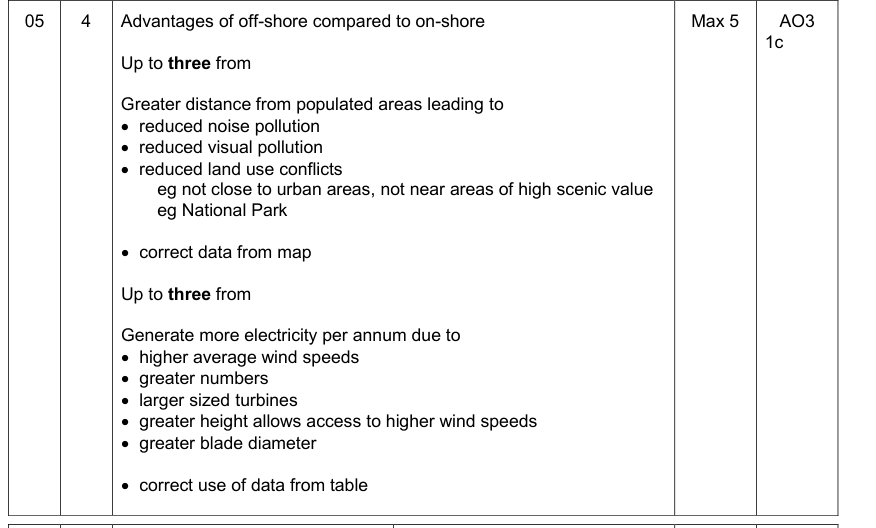 05 4 Advantages of off-shore compared to on-shore Max 5 AO3
1c
Up to three from
Greater distance from populated areas leading to
• reduced noise pollution
• reduced visual pollution
• reduced land use conflicts
eg not close to urban areas, not near areas of high scenic value
eg National Park
• correct data from map
Up to three from
Generate more electricity per annum due to
• higher average wind speeds
• greater numbers
• larger sized turbines
• greater height allows access to higher wind speeds
• greater blade diameter
• correct use of data from table